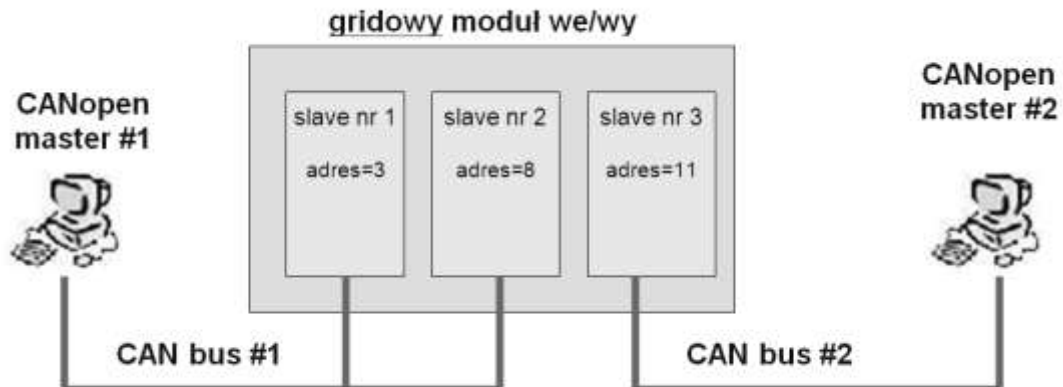 gridowy moduł we/wy
CANopen
master #1
slave nr 1
adres=3
slave nr 2
adres=8
slave nr 3
adres=11
CANopen
master #2
CAN bus #1
CAN bus #2